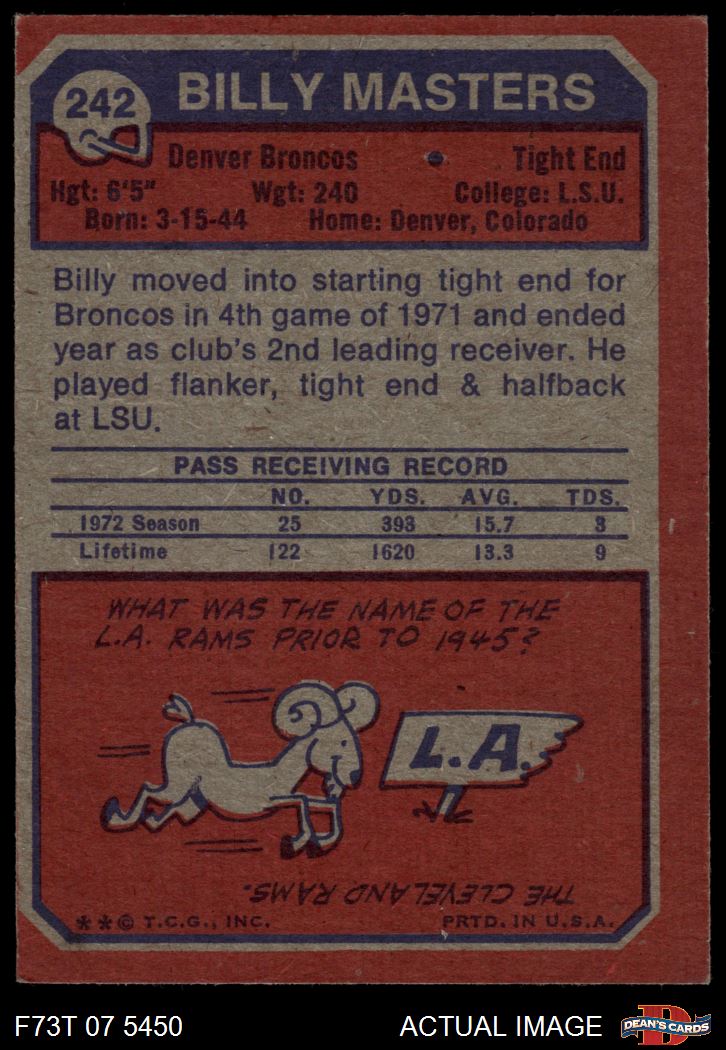 242
BILLY MASTERS
Denver Broncos • Tight End
Hgt: 6'5" Wgt: 240 College: L.S.U.
Born: 3-15-44 Home: Denver, Colorado
Billy moved into starting tight end for
Broncos in 4th game of 1971 and ended
year as club's 2nd leading receiver. He
played flanker, tight end & halfback
at LSU.
PASS RECEIVING RECORD
NO. YDS. AVG. TDS.
1972 Season 25 393 15.7 3
Lifetime 122 1620 13.3 9
WHAT WAS THE NAME OF THE
L.A. RAMS PRIOR TO 1945?
L.A.
THE CLEVELAND RAMS.
**© T.C.G., INC. PRTD. IN U.S.A.
F73T 07 5450 ACTUAL IMAGE
D
DEAN'S CARDS